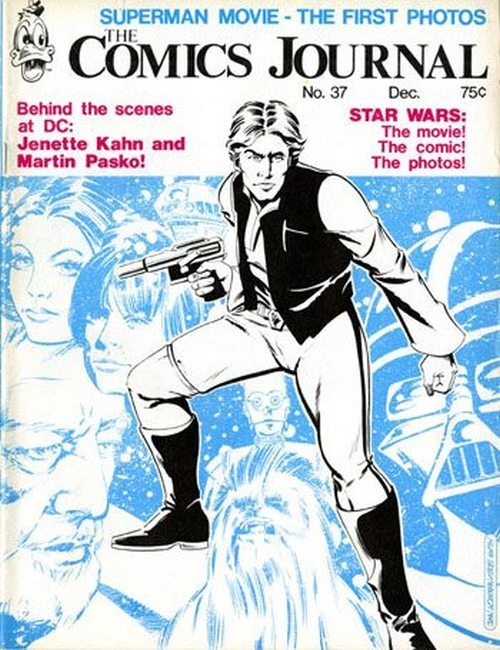 SUPERMAN MOVIE - THE FIRST PHOTOS
THE
COMICS JOURNAL
No. 37 Dec. 75¢
Behind the scenes
at DC:
Jenette Kahn and
Martin Pasko!
STAR WARS:
The movie!
The comic!
The photos!